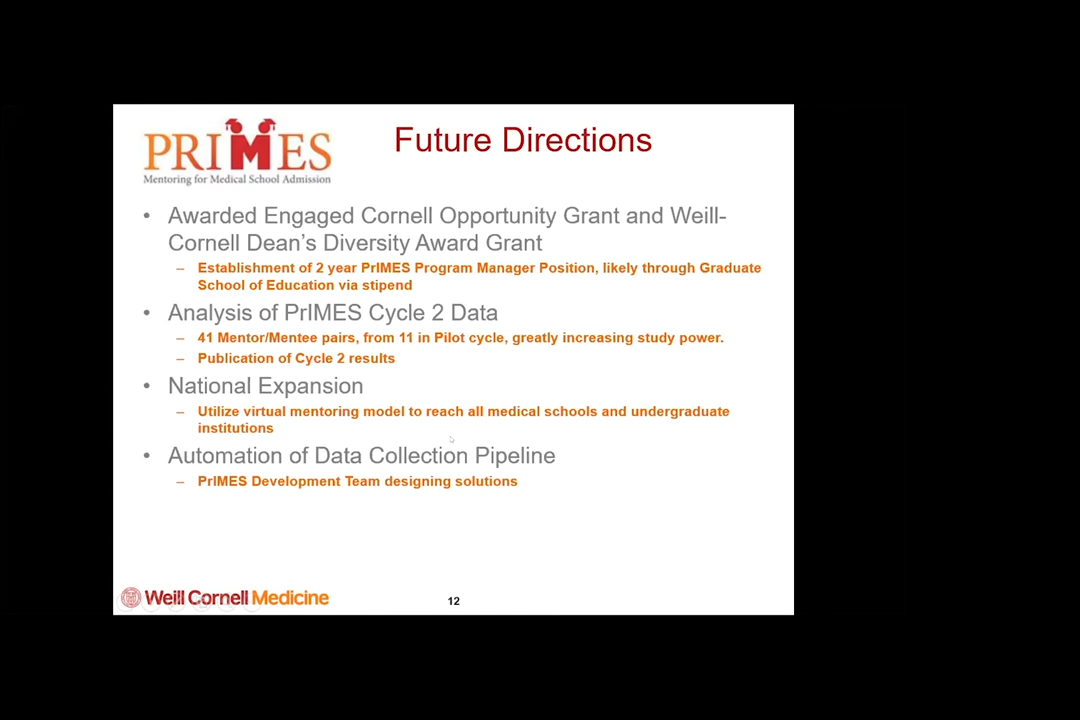 PRIMES
Mentoring for Medical School Admission
Future Directions
• Awarded Engaged Cornell Opportunity Grant and Weill-
Cornell Dean’s Diversity Award Grant
– Establishment of 2 year PrIMES Program Manager Position, likely through Graduate
School of Education via stipend
• Analysis of PrIMES Cycle 2 Data
– 41 Mentor/Mentee pairs, from 11 in Pilot cycle, greatly increasing study power.
– Publication of Cycle 2 results
• National Expansion
– Utilize virtual mentoring model to reach all medical schools and undergraduate
institutions
• Automation of Data Collection Pipeline
– PrIMES Development Team designing solutions
Weill Cornell Medicine
12